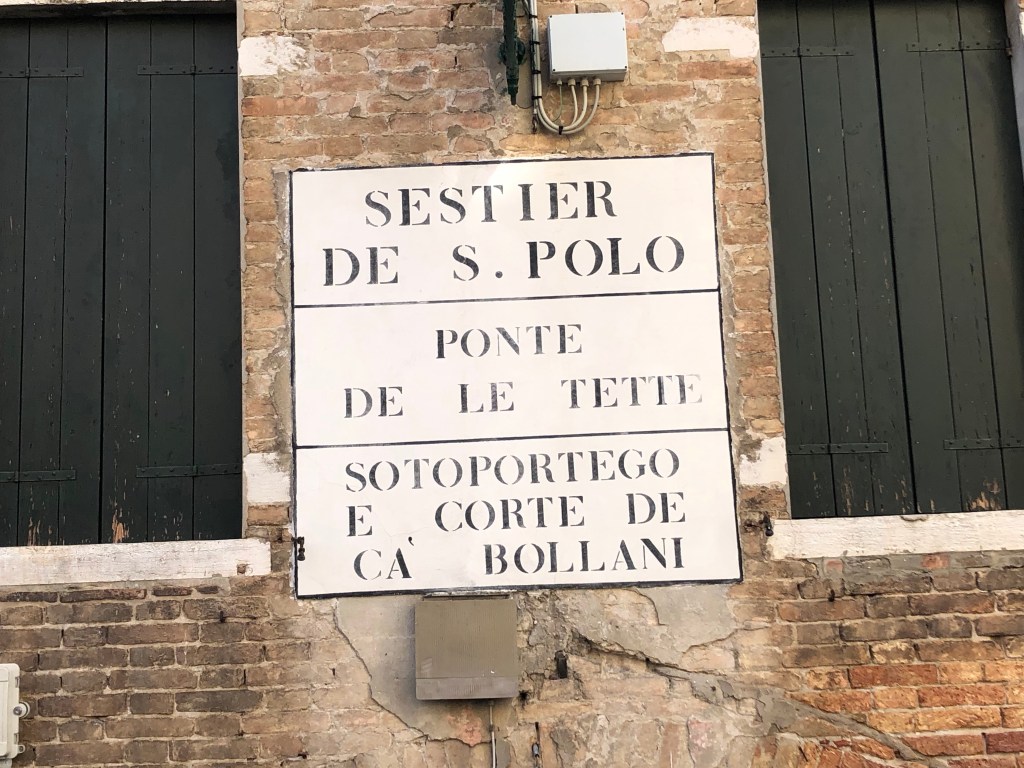 SESTIER
DE S. POLO
PONTE
DE LE TETTE
SOTOPORTEGO
E CORTE DE
CA' BOLLANI